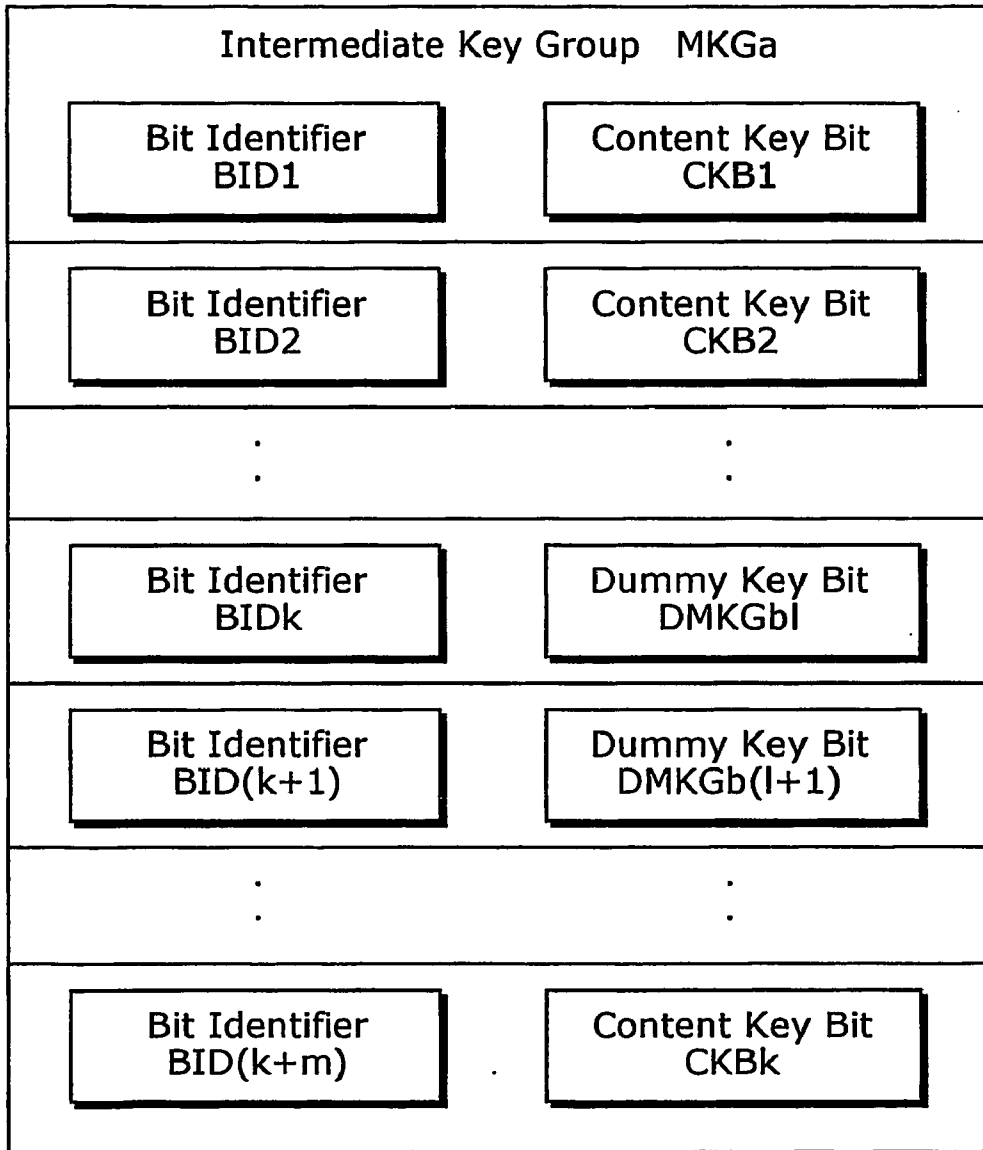 Intermediate Key Group MKGa
Bit Identifier
BID1
Content Key Bit
CKB1
Bit Identifier
BID2
Content Key Bit
CKB2
Bit Identifier
BIDk
Dummy Key Bit
DMKGbl
Bit Identifier
BID(k+1)
Dummy Key Bit
DMKGb(l+1)
Bit Identifier
BID(k+m)
Content Key Bit
CKBk